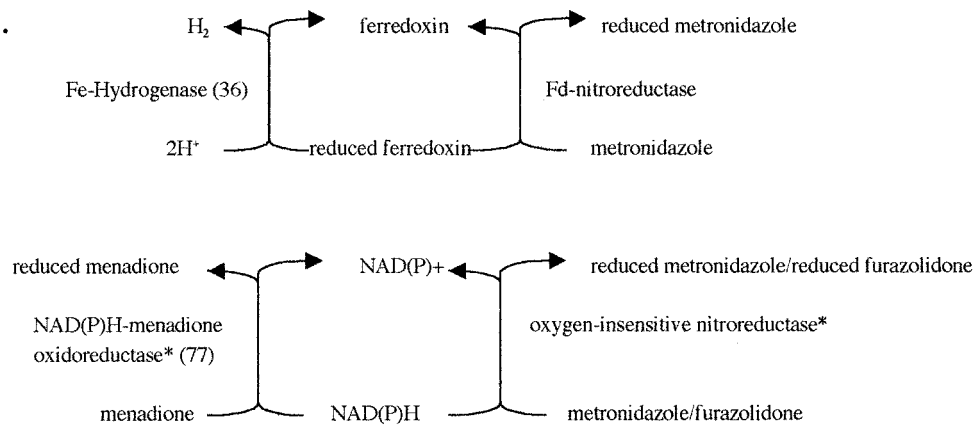 .
H₂ ferredoxin reduced metronidazole
Fe-Hydrogenase (36) Fd-nitroreductase
2H⁺ reduced ferredoxin metronidazole
reduced menadione NAD(P)+ reduced metronidazole/reduced furazolidone
NAD(P)H-menadione oxygen-insensitive nitroreductase*
oxidoreductase* (77)
menadione NAD(P)H metronidazole/furazolidone